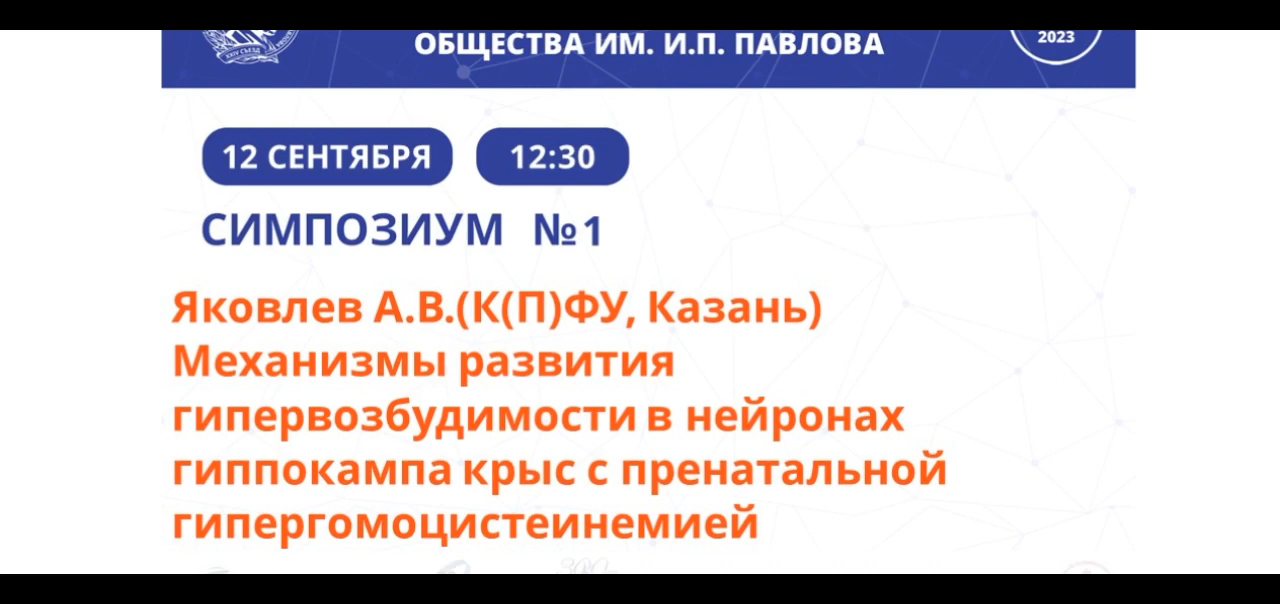 ОБЩЕСТВА ИМ. И.П. ПАВЛОВА
2023
12 СЕНТЯБРЯ
12:30
СИМПОЗИУМ №1
Яковлев А.В.(К(П)ФУ, Казань)
Механизмы развития
гипервозбудимости в нейронах
гиппокампа крыс с пренатальной
гипергомоцистеинемией